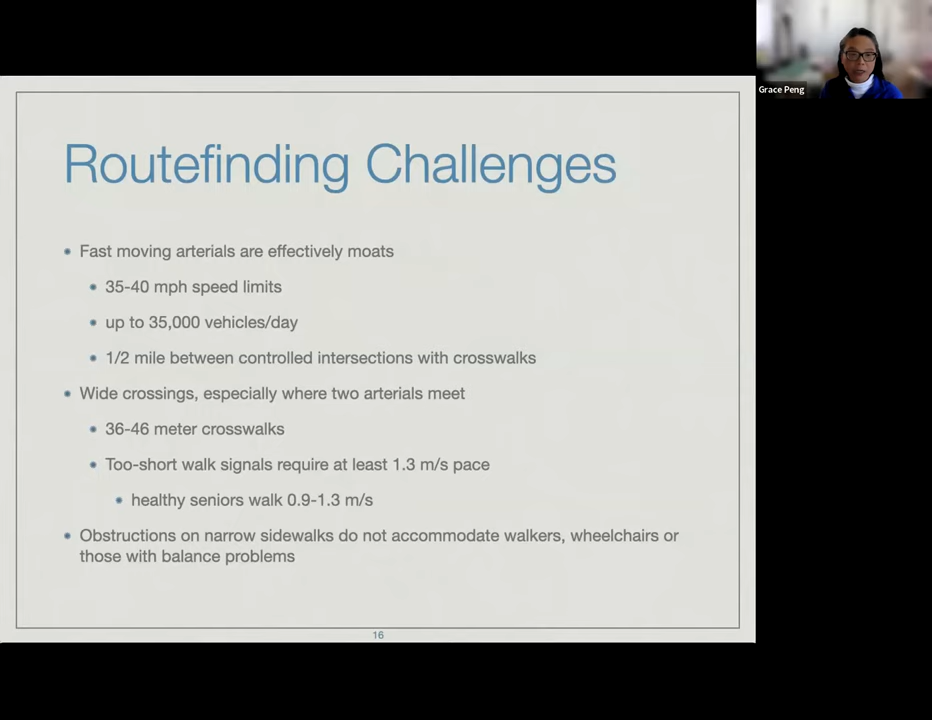 Routefinding Challenges
Fast moving arterials are effectively moats
35-40 mph speed limits
up to 35,000 vehicles/day
1/2 mile between controlled intersections with crosswalks
Wide crossings, especially where two arterials meet
36-46 meter crosswalks
Too-short walk signals require at least 1.3 m/s pace
healthy seniors walk 0.9-1.3 m/s
Obstructions on narrow sidewalks do not accommodate walkers, wheelchairs or
those with balance problems
16
Grace Peng